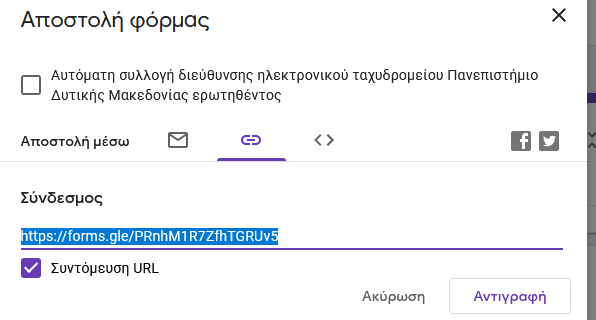 Αποστολή φόρμας
Αυτόματη συλλογή διεύθυνσης ηλεκτρονικού ταχυδρομείου Πανεπιστήμιο
Δυτικής Μακεδονίας ερωτηθέντος
Αποστολή μέσω
Σύνδεσμος
https://forms.gle/PRnhM1R7ZfhTGRUv5
Συντόμευση URL
Ακύρωση Αντιγραφή